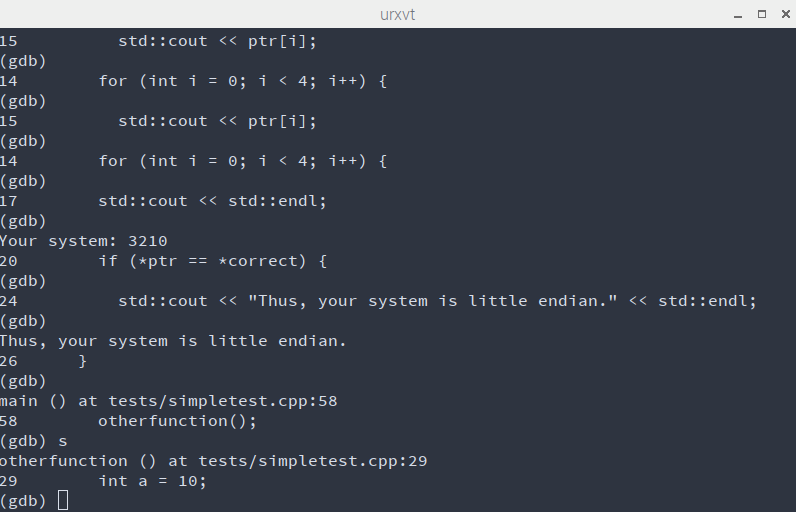 urxvt
15          std::cout << ptr[i];
(gdb)
14        for (int i = 0; i < 4; i++) {
(gdb)
15          std::cout << ptr[i];
(gdb)
14        for (int i = 0; i < 4; i++) {
(gdb)
17        std::cout << std::endl;
(gdb)
Your system: 3210
20        if (*ptr == *correct) {
(gdb)
24          std::cout << "Thus, your system is little endian." << std::endl;
(gdb)
Thus, your system is little endian.
26      }
(gdb)
main () at tests/simpletest.cpp:58
58        otherfunction();
(gdb) s
otherfunction () at tests/simpletest.cpp:29
29        int a = 10;
(gdb)